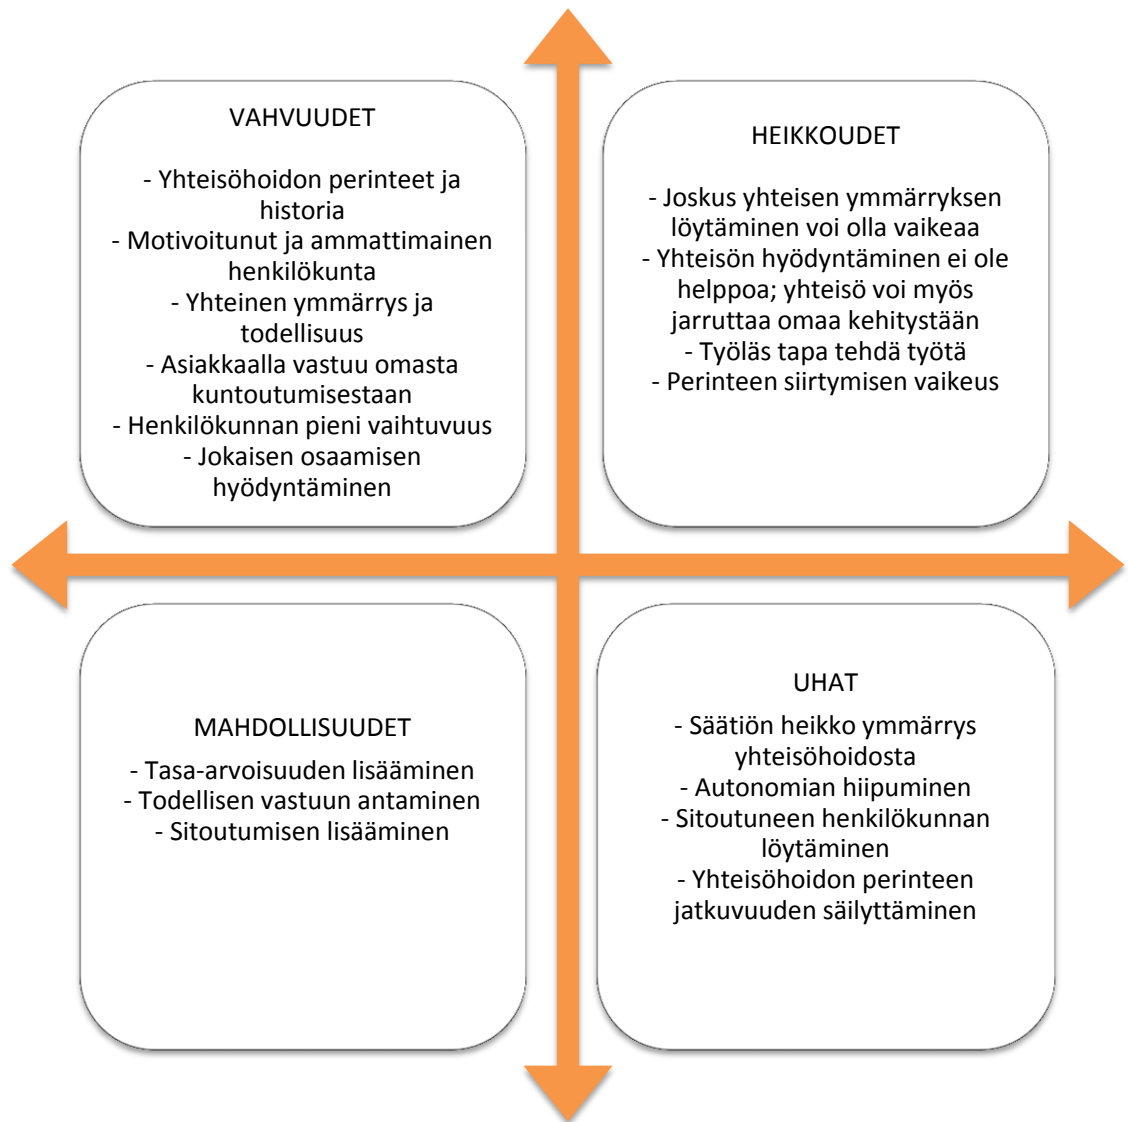 VAHVUUDET
- Yhteisöhoidon perinteet ja
historia
- Motivoitunut ja ammattimainen
henkilökunta
- Yhteinen ymmärrys ja
todellisuus
- Asiakkaalla vastuu omasta
kuntoutumisestaan
- Henkilökunnan pieni vaihtuvuus
- Jokaisen osaamisen
hyödyntäminen
HEIKKOUDET
- Joskus yhteisen ymmärryksen
löytäminen voi olla vaikeaa
- Yhteisön hyödyntäminen ei ole
helppoa; yhteisö voi myös
jarruttaa omaa kehitystään
- Työläs tapa tehdä työtä
- Perinteen siirtymisen vaikeus
MAHDOLLISUUDET
- Tasa-arvoisuuden lisääminen
- Todellisen vastuun antaminen
- Sitoutumisen lisääminen
UHAT
- Säätiön heikko ymmärrys
yhteisöhoidosta
- Autonomian hiipuminen
- Sitoutuneen henkilökunnan
löytäminen
- Yhteisöhoidon perinteen
jatkuvuuden säilyttäminen